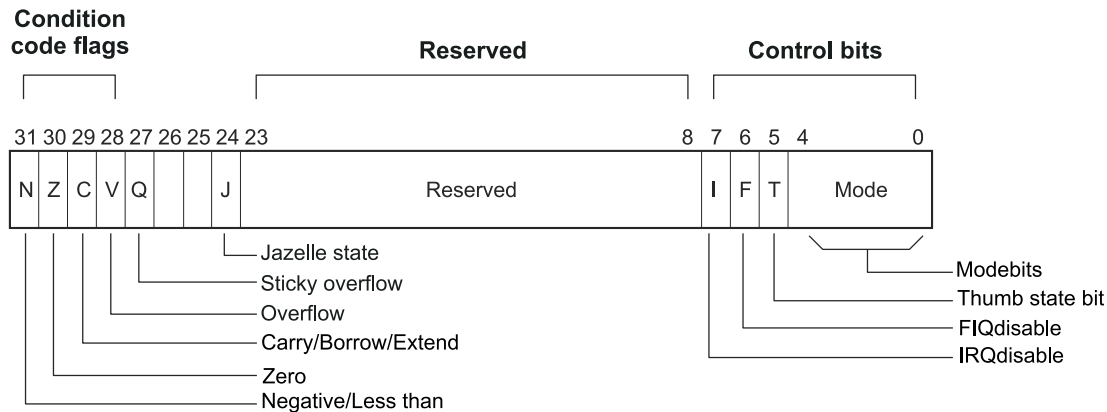 Condition
code flags
Reserved
Control bits
31 30 29 28 27 26 25 24 23 8 7 6 5 4 0
N Z C V Q J Reserved I F T Mode
Jazelle state
Sticky overflow
Overflow
Carry/Borrow/Extend
Zero
Negative/Less than
Modebits
Thumb state bit
FIQdisable
IRQdisable